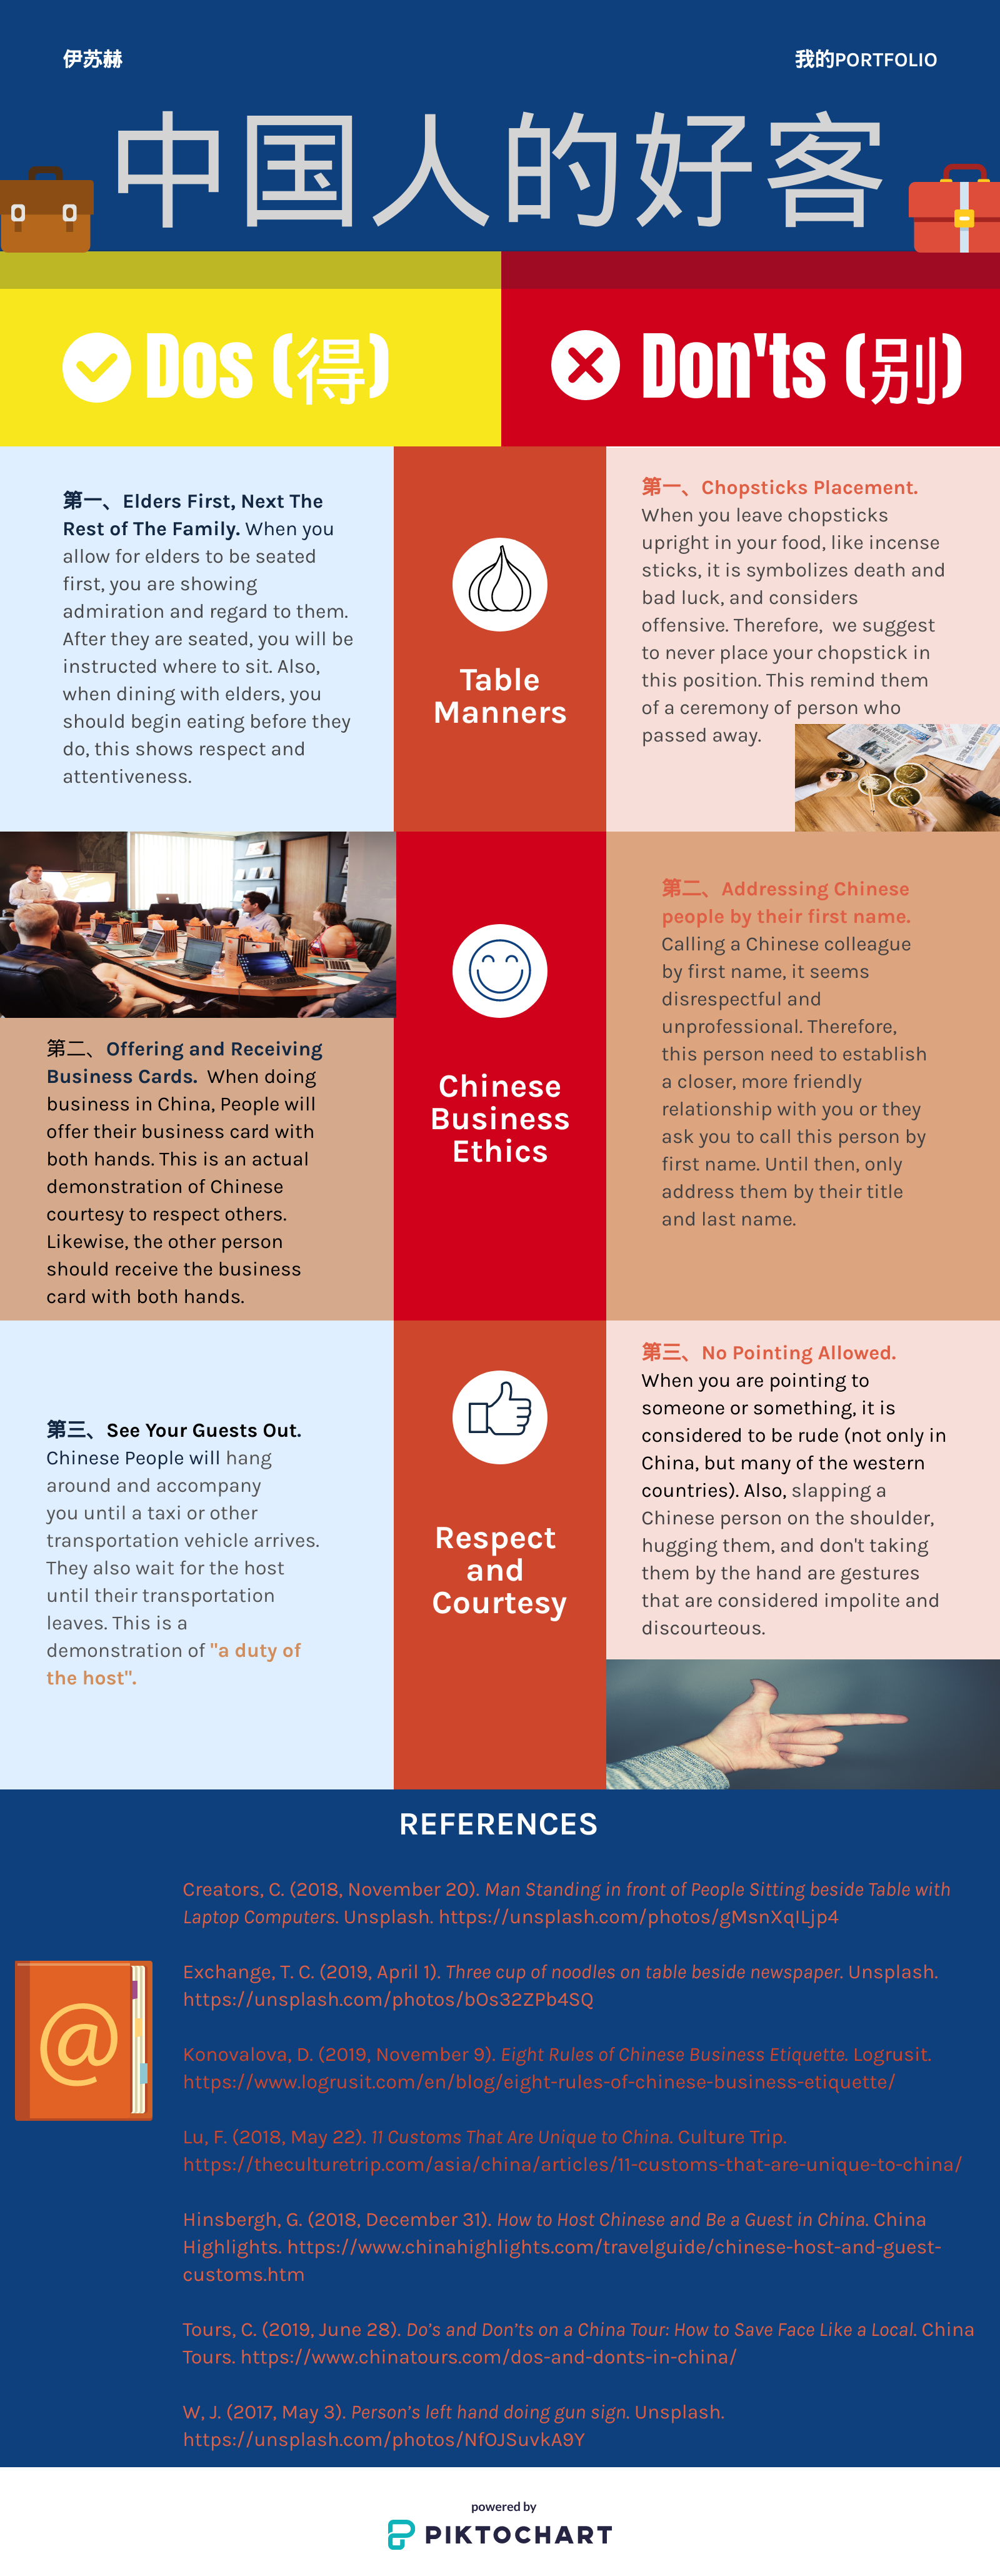 伊苏赫
我的PORTFOLIO
中国人的好客
Dos (得)
Don'ts (别)
第一、Elders First, Next The
Rest of The Family. When you
allow for elders to be seated
first, you are showing
admiration and regard to them.
After they are seated, you will be
instructed where to sit. Also,
when dining with elders, you
should begin eating before they
do, this shows respect and
attentiveness.
Table
Manners
第一、Chopsticks Placement.
When you leave chopsticks
upright in your food, like incense
sticks, it is symbolizes death and
bad luck, and considers
offensive. Therefore,  we suggest
to never place your chopstick in
this position. This remind them
of a ceremony of person who
passed away.
第二、Offering and Receiving
Business Cards.  When doing
business in China, People will
offer their business card with
both hands. This is an actual
demonstration of Chinese
courtesy to respect others.
Likewise, the other person
should receive the business
card with both hands.
Chinese
Business
Ethics
第二、Addressing Chinese
people by their first name.
Calling a Chinese colleague
by first name, it seems
disrespectful and
unprofessional. Therefore,
this person need to establish
a closer, more friendly
relationship with you or they
ask you to call this person by
first name. Until then, only
address them by their title
and last name.
第三、See Your Guests Out.
Chinese People will hang
around and accompany
you until a taxi or other
transportation vehicle arrives.
They also wait for the host
until their transportation
leaves. This is a
demonstration of "a duty of
the host".
Respect
and
Courtesy
第三、No Pointing Allowed.
When you are pointing to
someone or something, it is
considered to be rude (not only in
China, but many of the western
countries). Also, slapping a
Chinese person on the shoulder,
hugging them, and don't taking
them by the hand are gestures
that are considered impolite and
discourteous.
REFERENCES
Creators, C. (2018, November 20). Man Standing in front of People Sitting beside Table with
Laptop Computers. Unsplash. https://unsplash.com/photos/gMsnXqILjp4
Exchange, T. C. (2019, April 1). Three cup of noodles on table beside newspaper. Unsplash.
https://unsplash.com/photos/bOs32ZPb4SQ
Konovalova, D. (2019, November 9). Eight Rules of Chinese Business Etiquette. Logrusit.
https://www.logrusit.com/en/blog/eight-rules-of-chinese-business-etiquette/
Lu, F. (2018, May 22). 11 Customs That Are Unique to China. Culture Trip.
https://theculturetrip.com/asia/china/articles/11-customs-that-are-unique-to-china/
Hinsbergh, G. (2018, December 31). How to Host Chinese and Be a Guest in China. China
Highlights. https://www.chinahighlights.com/travelguide/chinese-host-and-guest-
customs.htm
Tours, C. (2019, June 28). Do's and Don'ts on a China Tour: How to Save Face Like a Local. China
Tours. https://www.chinatours.com/dos-and-donts-in-china/
W, J. (2017, May 3). Person's left hand doing gun sign. Unsplash.
https://unsplash.com/photos/NfOJSuvkA9Y
@
powered by
PIKTOCHART